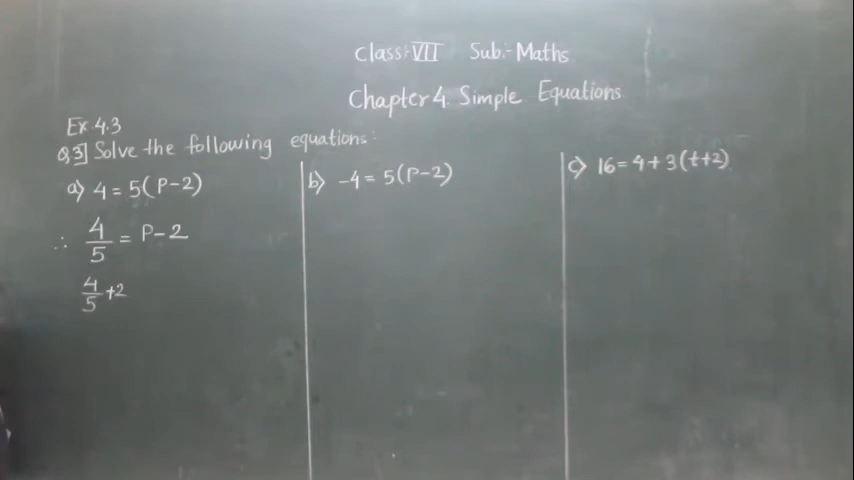 Class:-VII Sub:- Maths
Chapter 4. Simple Equations
Ex. 4.3
Q.3] Solve the following equations:
a) 4 = 5(P-2)
∴ 4/5 = P-2
4/5 +2
b) -4 = 5(P-2)
c) 16 = 4 + 3(t+2)